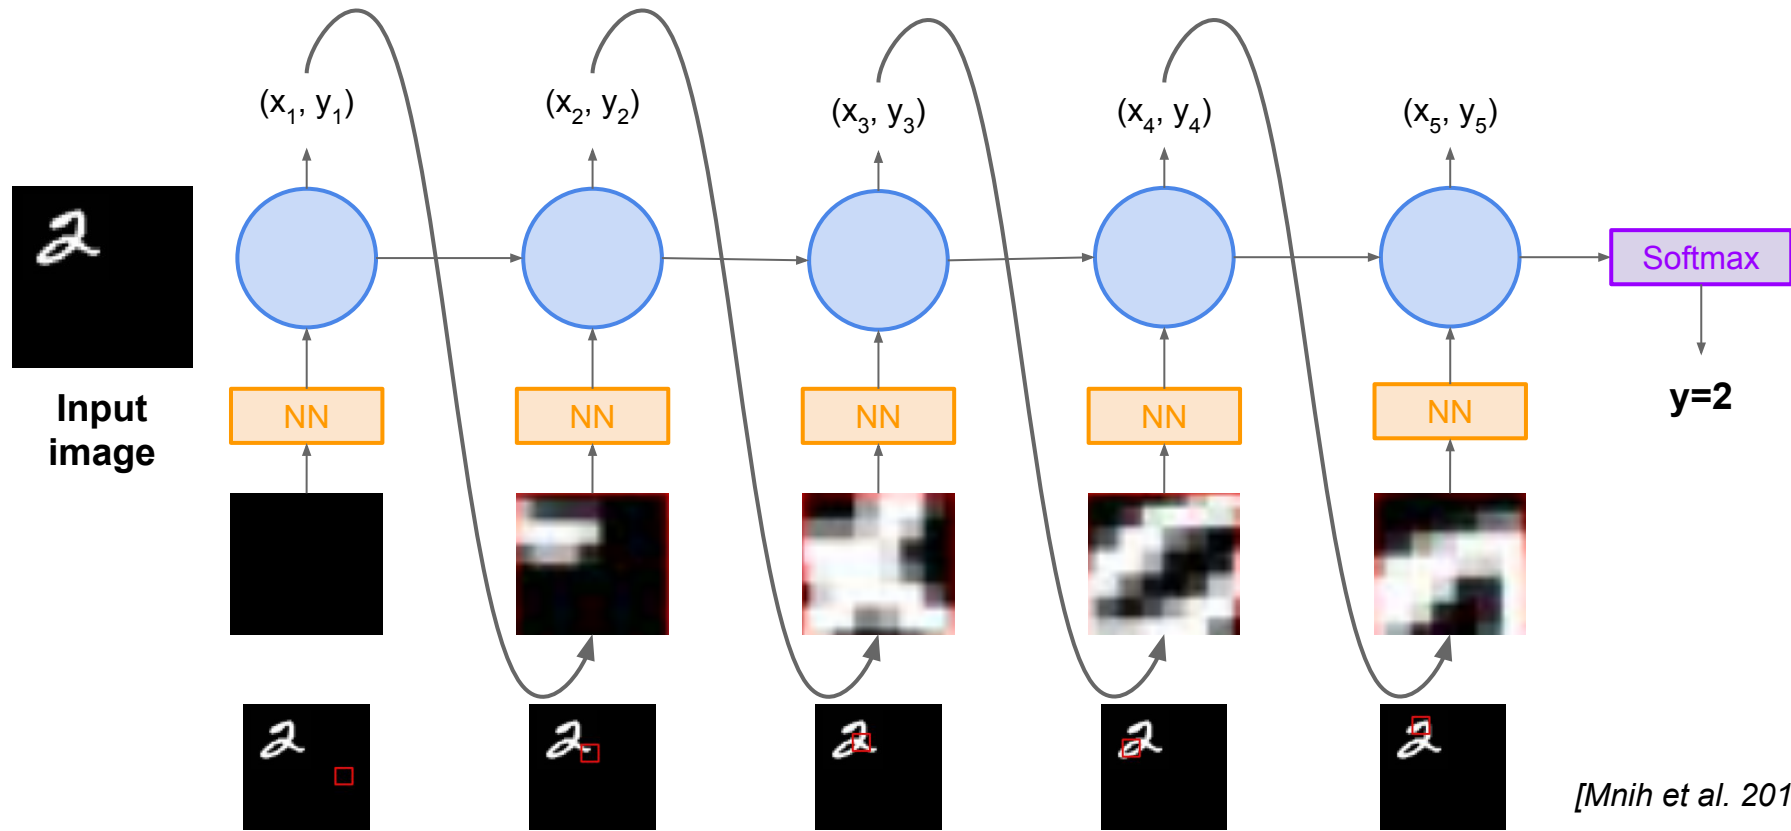 (x₁, y₁) (x₂, y₂) (x₃, y₃) (x₄, y₄) (x₅, y₅)
Softmax
Input
image
NN NN NN NN NN
y=2
[Mnih et al. 201